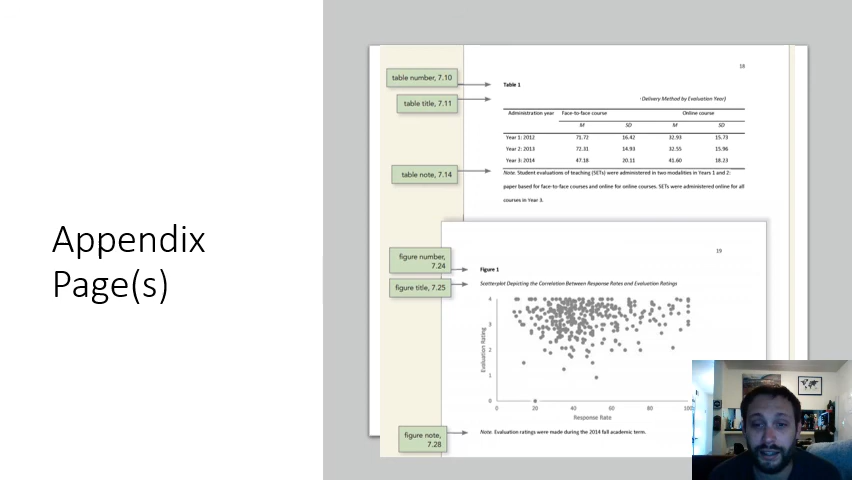 Appendix
Page(s)
18
table number, 7.10
Table 1
table title, 7.11
Delivery Method by Evaluation Year)
Administration year Face-to-face course Online course
M SD M SD
Year 1: 2012 71.72 16.42 32.93 15.73
Year 2: 2013 72.31 14.93 32.55 15.96
Year 3: 2014 47.18 20.11 41.60 18.23
table note, 7.14
Note. Student evaluations of teaching (SETs) were administered in two modalities in Years 1 and 2:
paper based for face-to-face courses and online for online courses. SETs were administered online for all
courses in Year 3.
19
figure number,
7.24
Figure 1
figure title, 7.25
Scatterplot Depicting the Correlation Between Response Rates and Evaluation Ratings
4
3
2
1
0
Evaluation Rating
0 20 40 60 80 100
Response Rate
figure note,
7.28
Note. Evaluation ratings were made during the 2014 fall academic term.